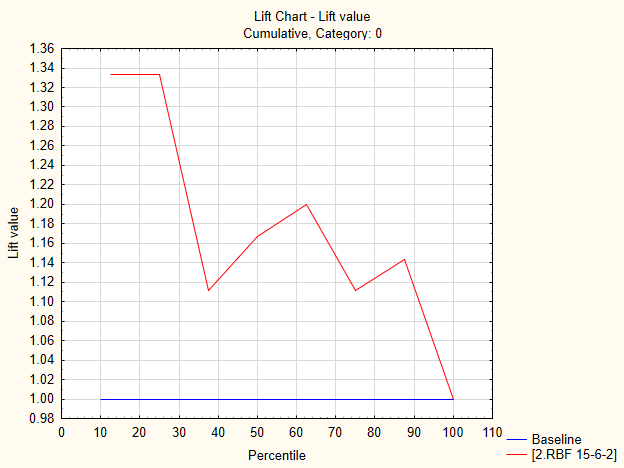 Lift Chart - Lift value
Cumulative, Category: 0
1.36
1.34
1.32
1.30
1.28
1.26
1.24
1.22
1.20
1.18
1.16
1.14
1.12
1.10
1.08
1.06
1.04
1.02
1.00
0.98
Lift value
0 10 20 30 40 50 60 70 80 90 100 110
Percentile
Baseline
[2.RBF 15-6-2]